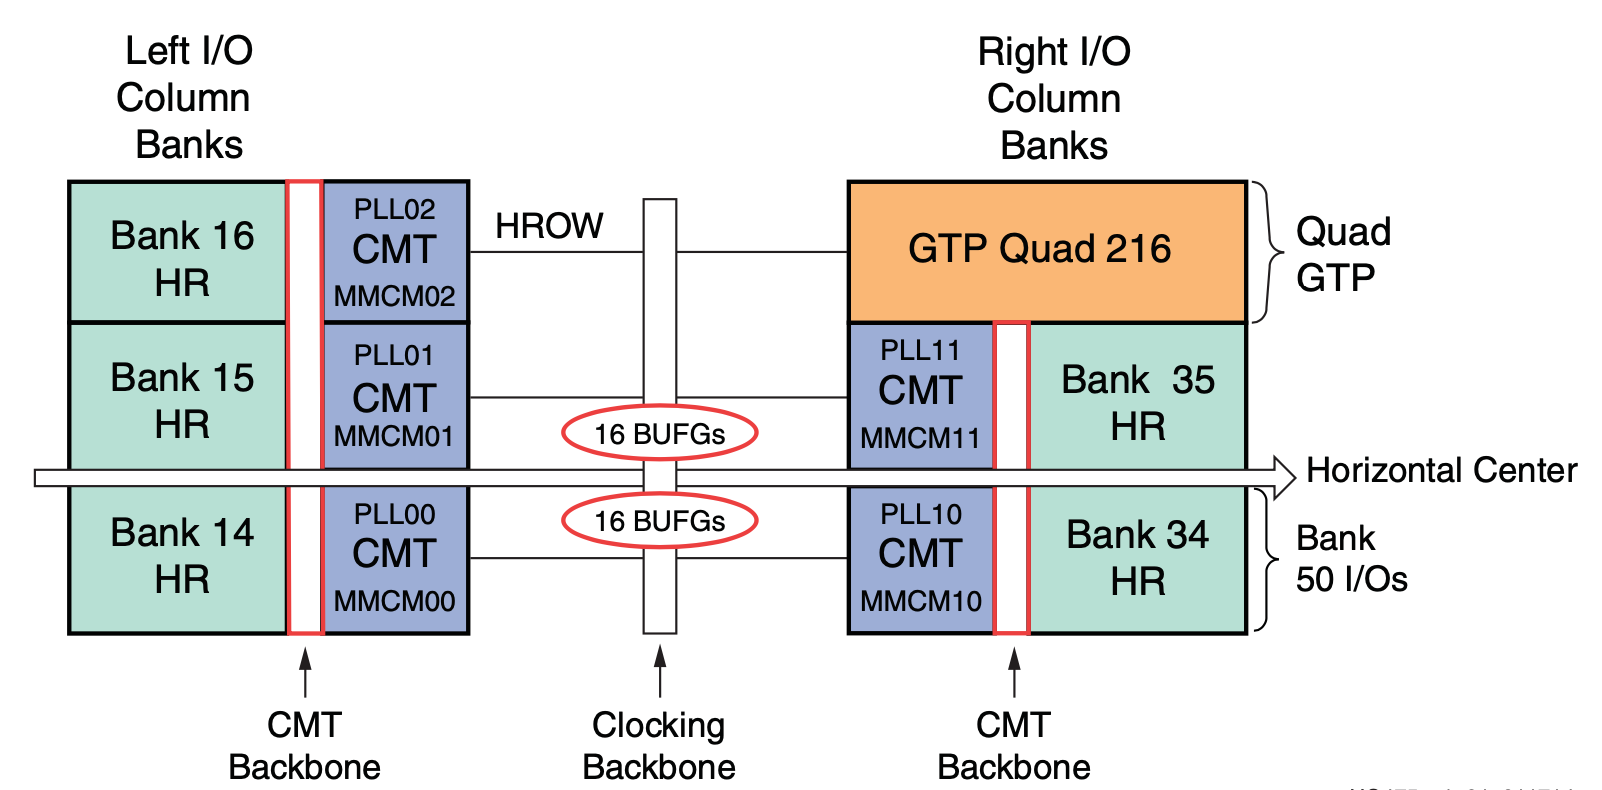 Left I/O
Column
Banks
Right I/O
Column
Banks
Bank 16
HR
PLL02
CMT
MMCM02
HROW
GTP Quad 216
Quad
GTP
Bank 15
HR
PLL01
CMT
MMCM01
16 BUFGs
PLL11
CMT
MMCM11
Bank 35
HR
Horizontal Center
Bank 14
HR
PLL00
CMT
MMCM00
16 BUFGs
PLL10
CMT
MMCM10
Bank 34
HR
Bank
50 I/Os
CMT
Backbone
Clocking
Backbone
CMT
Backbone